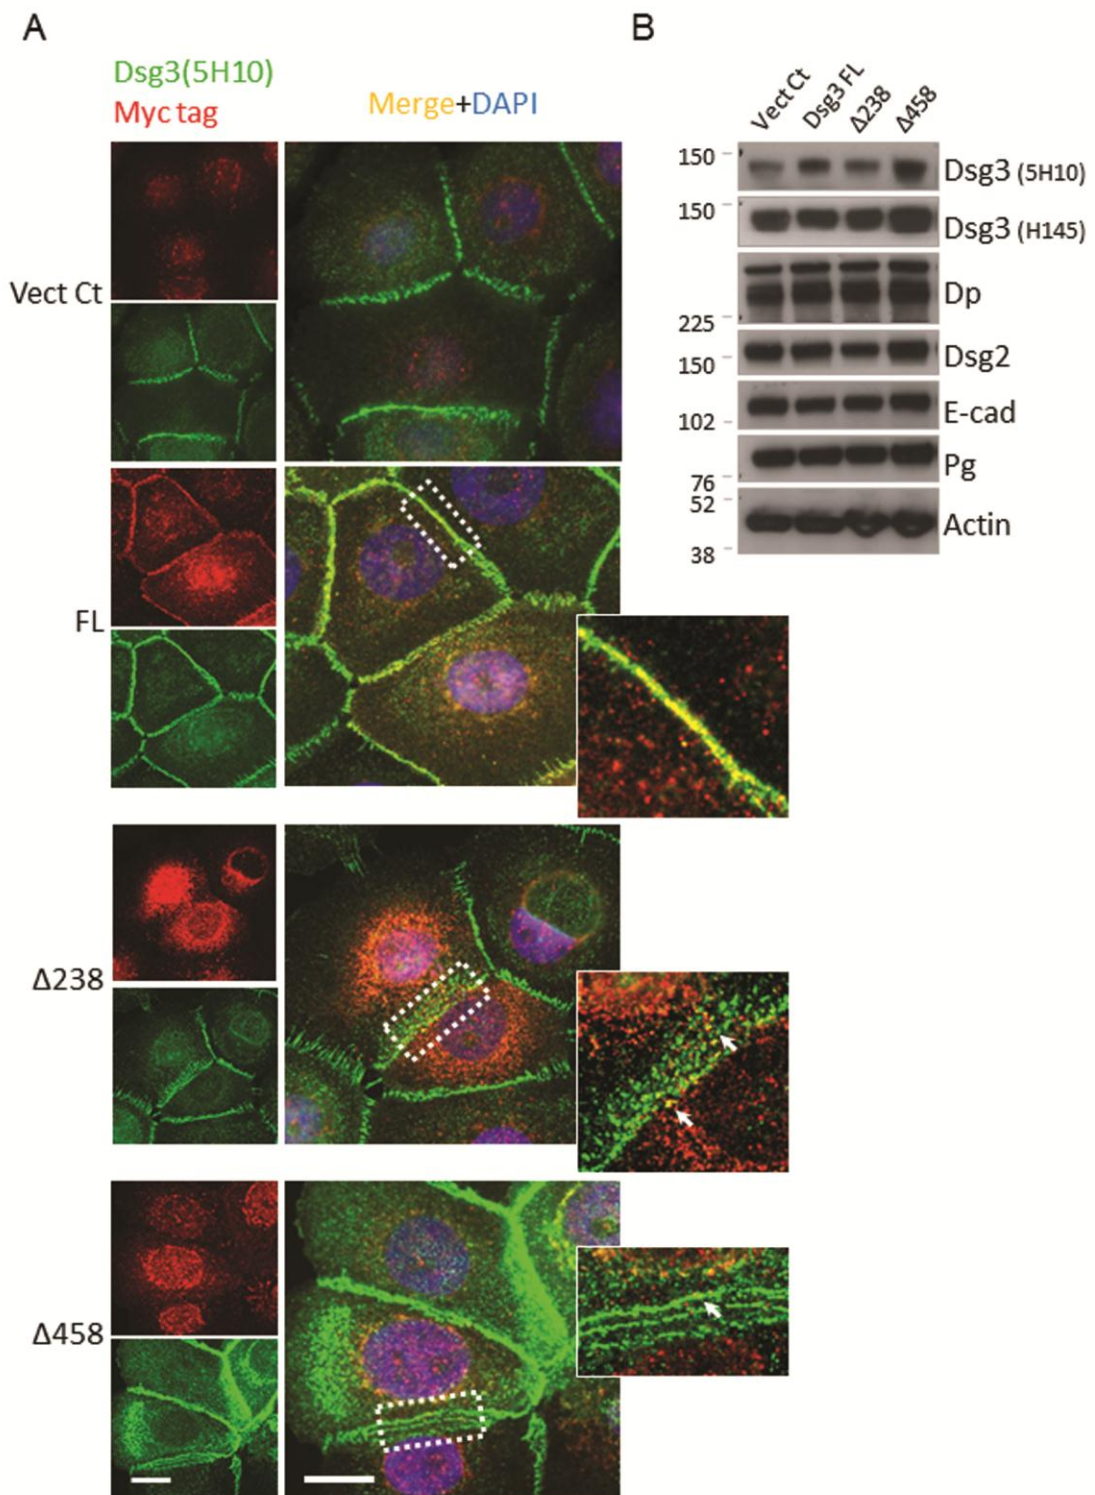 A
Dsg3(5H10)
Myc tag
Merge+DAPI
Vect Ct
FL
Δ238
Δ458
B
Vect Ct
Dsg3 FL
Δ238
Δ458
150
Dsg3 (5H10)
150
Dsg3 (H145)
Dp
225
150
Dsg2
102
E-cad
Pg
76
52
Actin
38